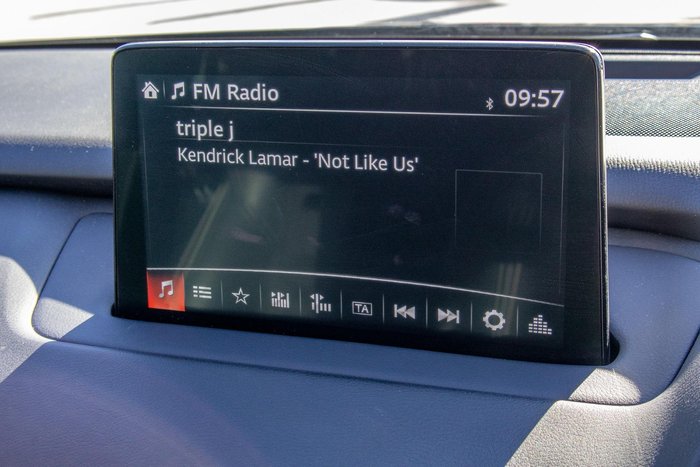 FM Radio
09:57
triple j
Kendrick Lamar - 'Not Like Us'
TA